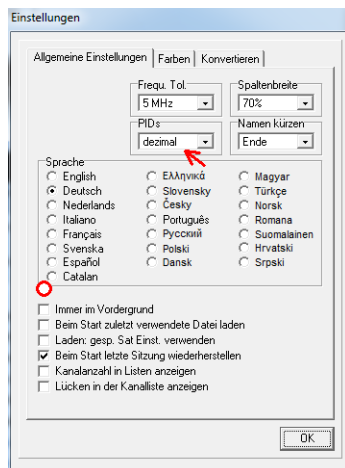 Einstellungen
Allgemeine Einstellungen Farben Konvertieren
Frequ. Tol. Spaltenbreite
5 MHz 70%
PIDs Namen kürzen
dezimal Ende
Sprache
English Ελληνικά Magyar
Deutsch Slovensky Türkçe
Nederlands Česky Norsk
Italiano Português Romana
Français Русский Suomalainen
Svenska Polski Hrvatski
Español Dansk Srpski
Catalan
Immer im Vordergrund
Beim Start zuletzt verwendete Datei laden
Laden: gesp. Sat Einst. verwenden
Beim Start letzte Sitzung wiederherstellen
Kanalanzahl in Listen anzeigen
Lücken in der Kanalliste anzeigen
OK